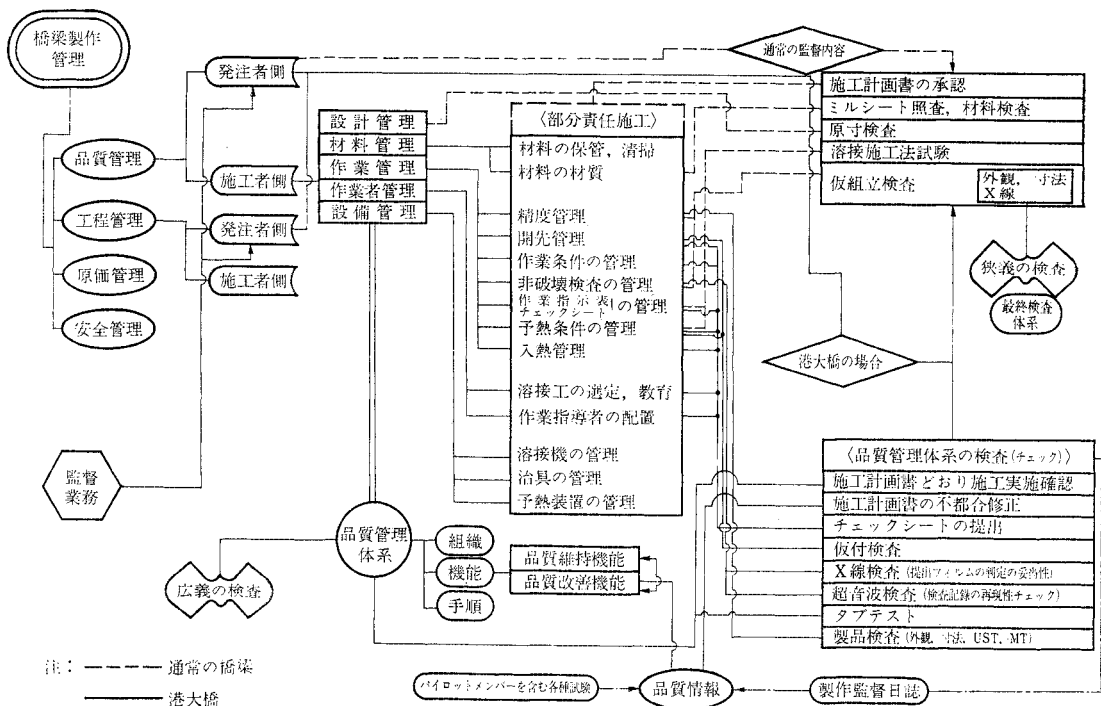 橋梁製作
管理
発注者側
通常の監督内容
品質管理
施工者側
工程管理
発注者側
原価管理
施工者側
安全管理
監督
業務
設計管理
材料管理
作業管理
作業者管理
設備管理
〈部分責任施工〉
材料の保管，清掃
材料の材質
精度管理
開先管理
作業条件の管理
非破壊検査の管理
作業指示表
チェックシート
の管理
予熱条件の管理
入熱管理
溶接工の選定，教育
作業指導者の配置
溶接機の管理
治具の管理
予熱装置の管理
施工計画書の承認
ミルシート照査，材料検査
原寸検査
溶接施工法試験
仮組立検査
外観，寸法
X線
狭義の検査
最終検査
体系
港大橋の場合
〈品質管理体系の検査(チェック)〉
施工計画書どおり施工実施確認
施工計画書の不都合修正
チェックシートの提出
仮付検査
X線検査(提出フィルムの判定の妥当性)
超音波検査(検査記録の再現性チェック)
タブテスト
製品検査(外観，寸法，UST，MT)
品質管理
体系
組織
機能
手順
品質維持機能
品質改善機能
広義の検査
注：――― 通常の橋梁
――― 港大橋
パイロットメンバーを含む各種試験
品質情報
製作監督日誌